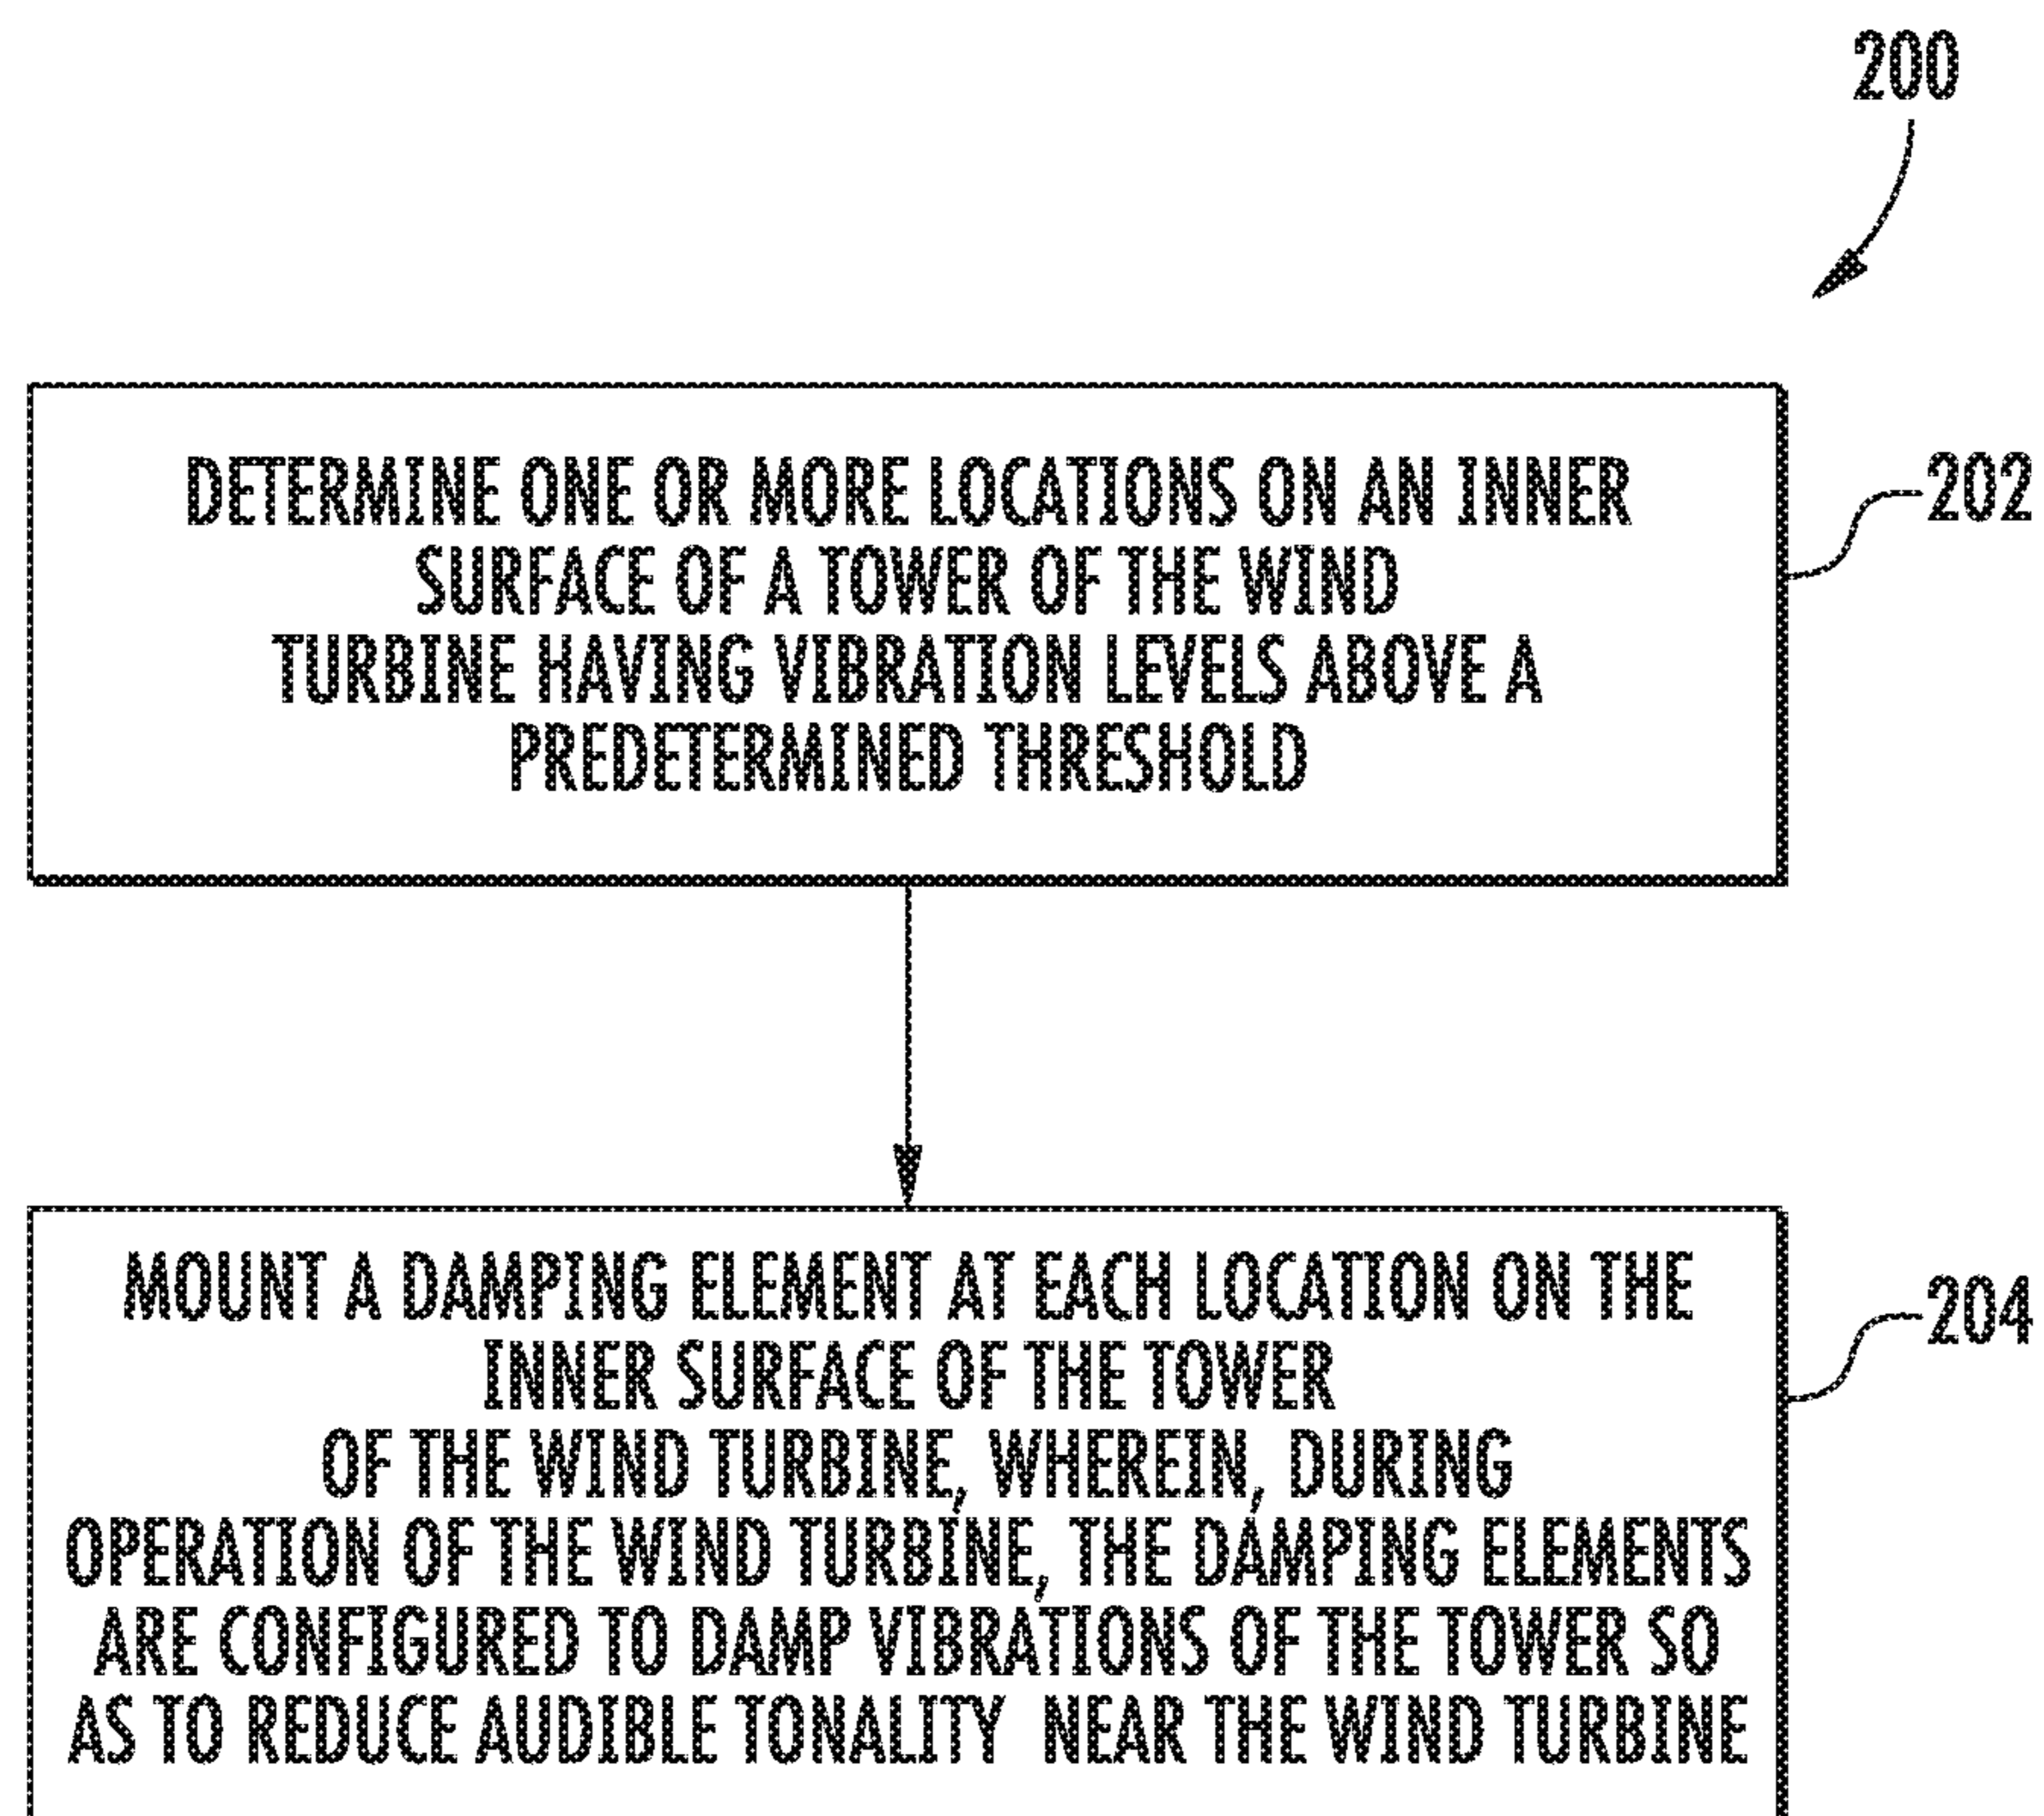 200
DETERMINE ONE OR MORE LOCATIONS ON AN INNER
SURFACE OF A TOWER OF THE WIND
TURBINE HAVING VIBRATION LEVELS ABOVE A
PREDETERMINED THRESHOLD
202
MOUNT A DAMPING ELEMENT AT EACH LOCATION ON THE
INNER SURFACE OF THE TOWER
OF THE WIND TURBINE, WHEREIN, DURING
OPERATION OF THE WIND TURBINE, THE DAMPING ELEMENTS
ARE CONFIGURED TO DAMP VIBRATIONS OF THE TOWER SO
AS TO REDUCE AUDIBLE TONALITY NEAR THE WIND TURBINE
204